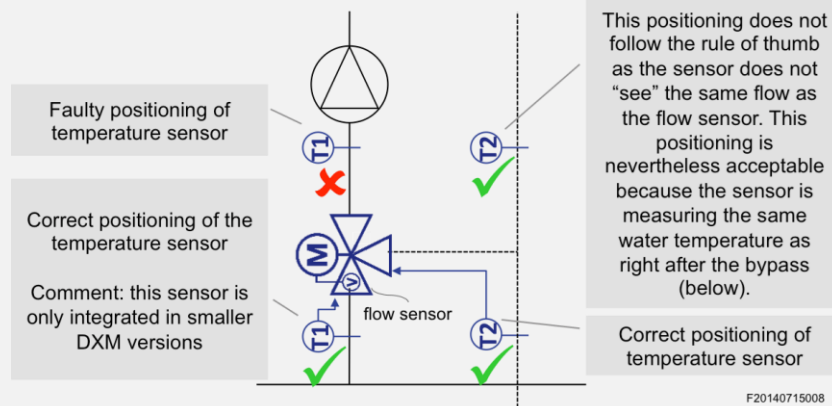 Faulty positioning of
temperature sensor
Correct positioning of the
temperature sensor
Comment: this sensor is
only integrated in smaller
DXM versions
T1
T2
M
V
flow sensor
T1
T2
This positioning does not
follow the rule of thumb
as the sensor does not
“see” the same flow as
the flow sensor. This
positioning is
nevertheless acceptable
because the sensor is
measuring the same
water temperature as
right after the bypass
(below).
Correct positioning of
temperature sensor
F20140715008